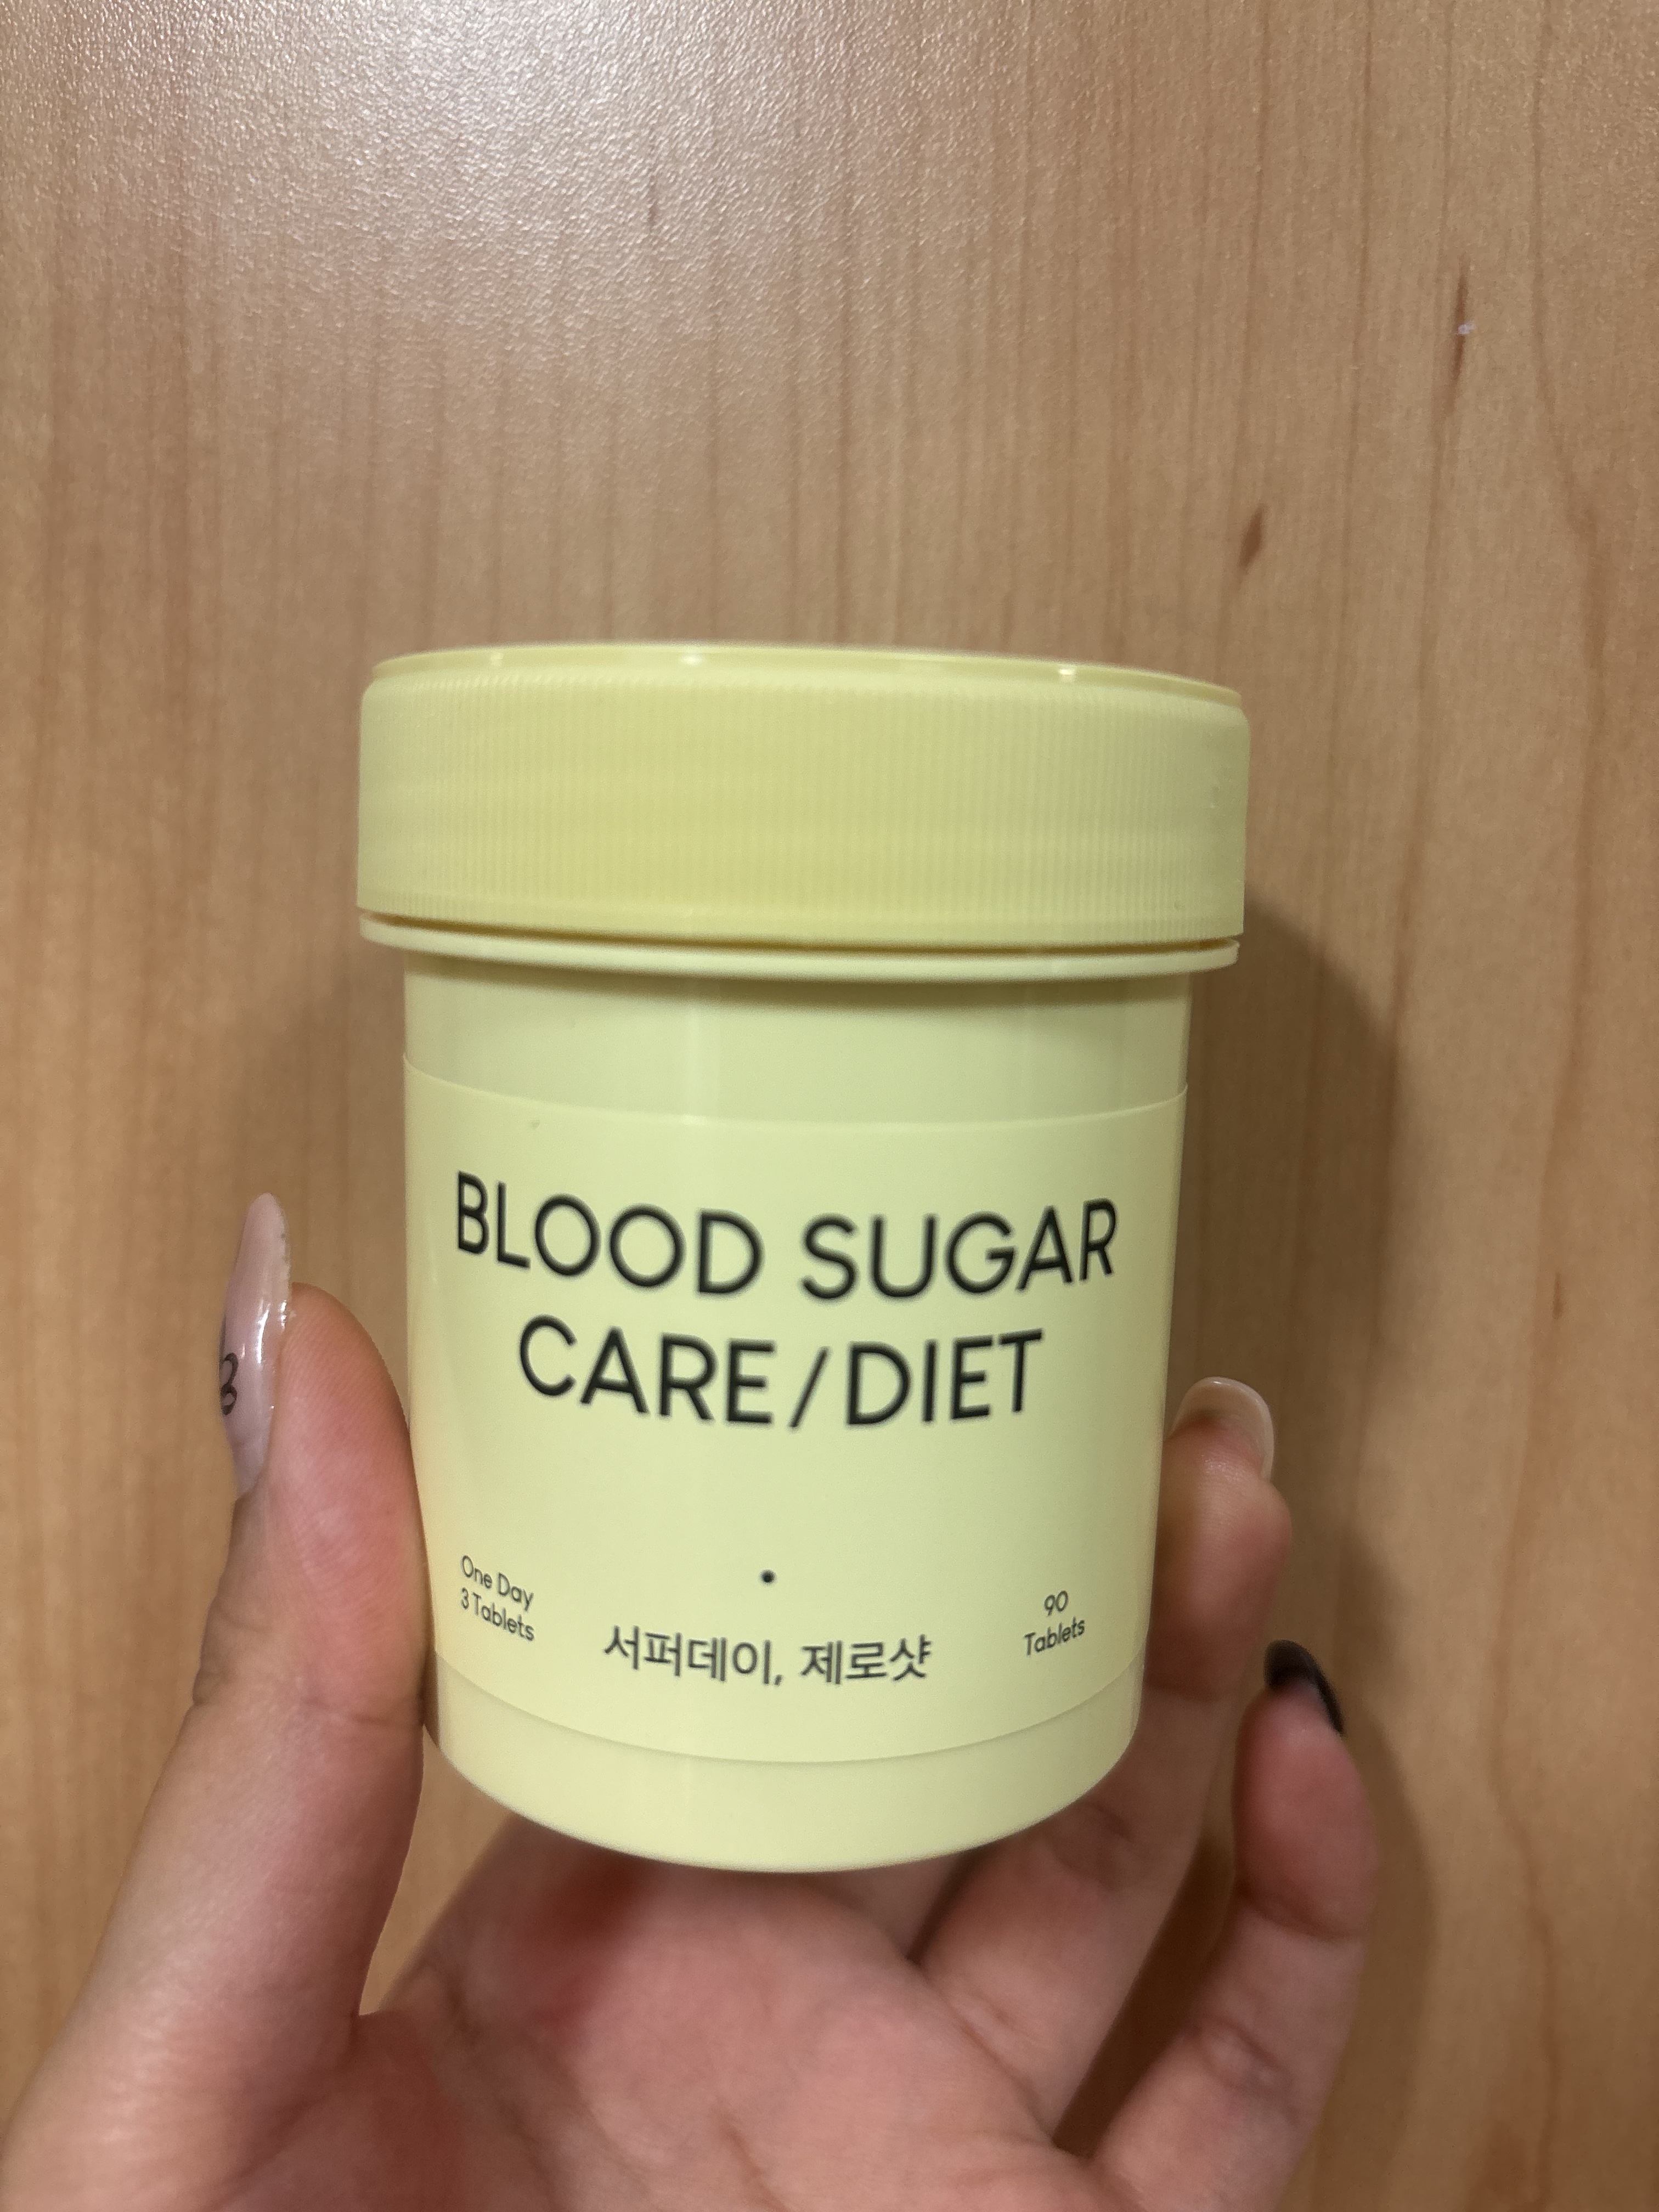 BLOOD SUGAR
CARE/DIET
One Day
3 Tablets
서퍼데이, 제로샷
90
Tablets